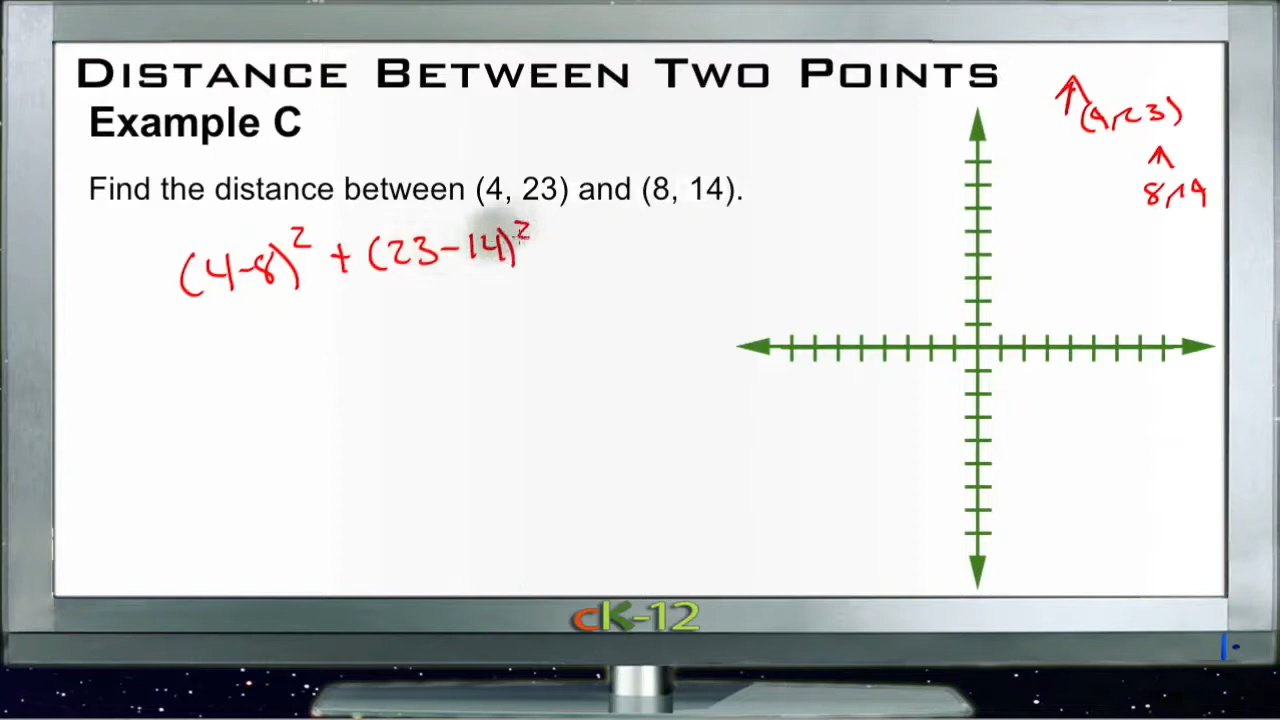 DISTANCE BETWEEN TWO POINTS
Example C
Find the distance between (4, 23) and (8, 14).
(4-8)² + (23-14)²
(4,23)
8,14
cK-12